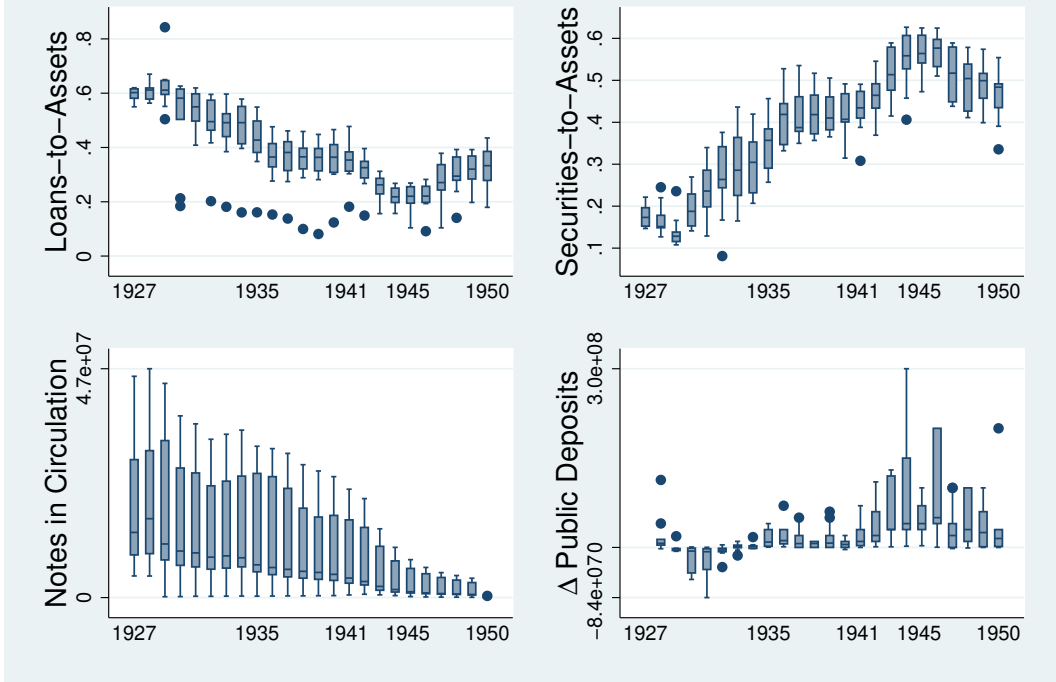 Loans−to−Assets
.8
.6
.4
.2
0
1927 1935 1941 1945 1950
Securities−to−Assets
.6
.5
.4
.3
.2
.1
1927 1935 1941 1945 1950
Notes in Circulation
4.7e+07
0
1927 1935 1941 1945 1950
Δ Public Deposits
3.0e+08
0
−8.4e+07
1927 1935 1941 1945 1950